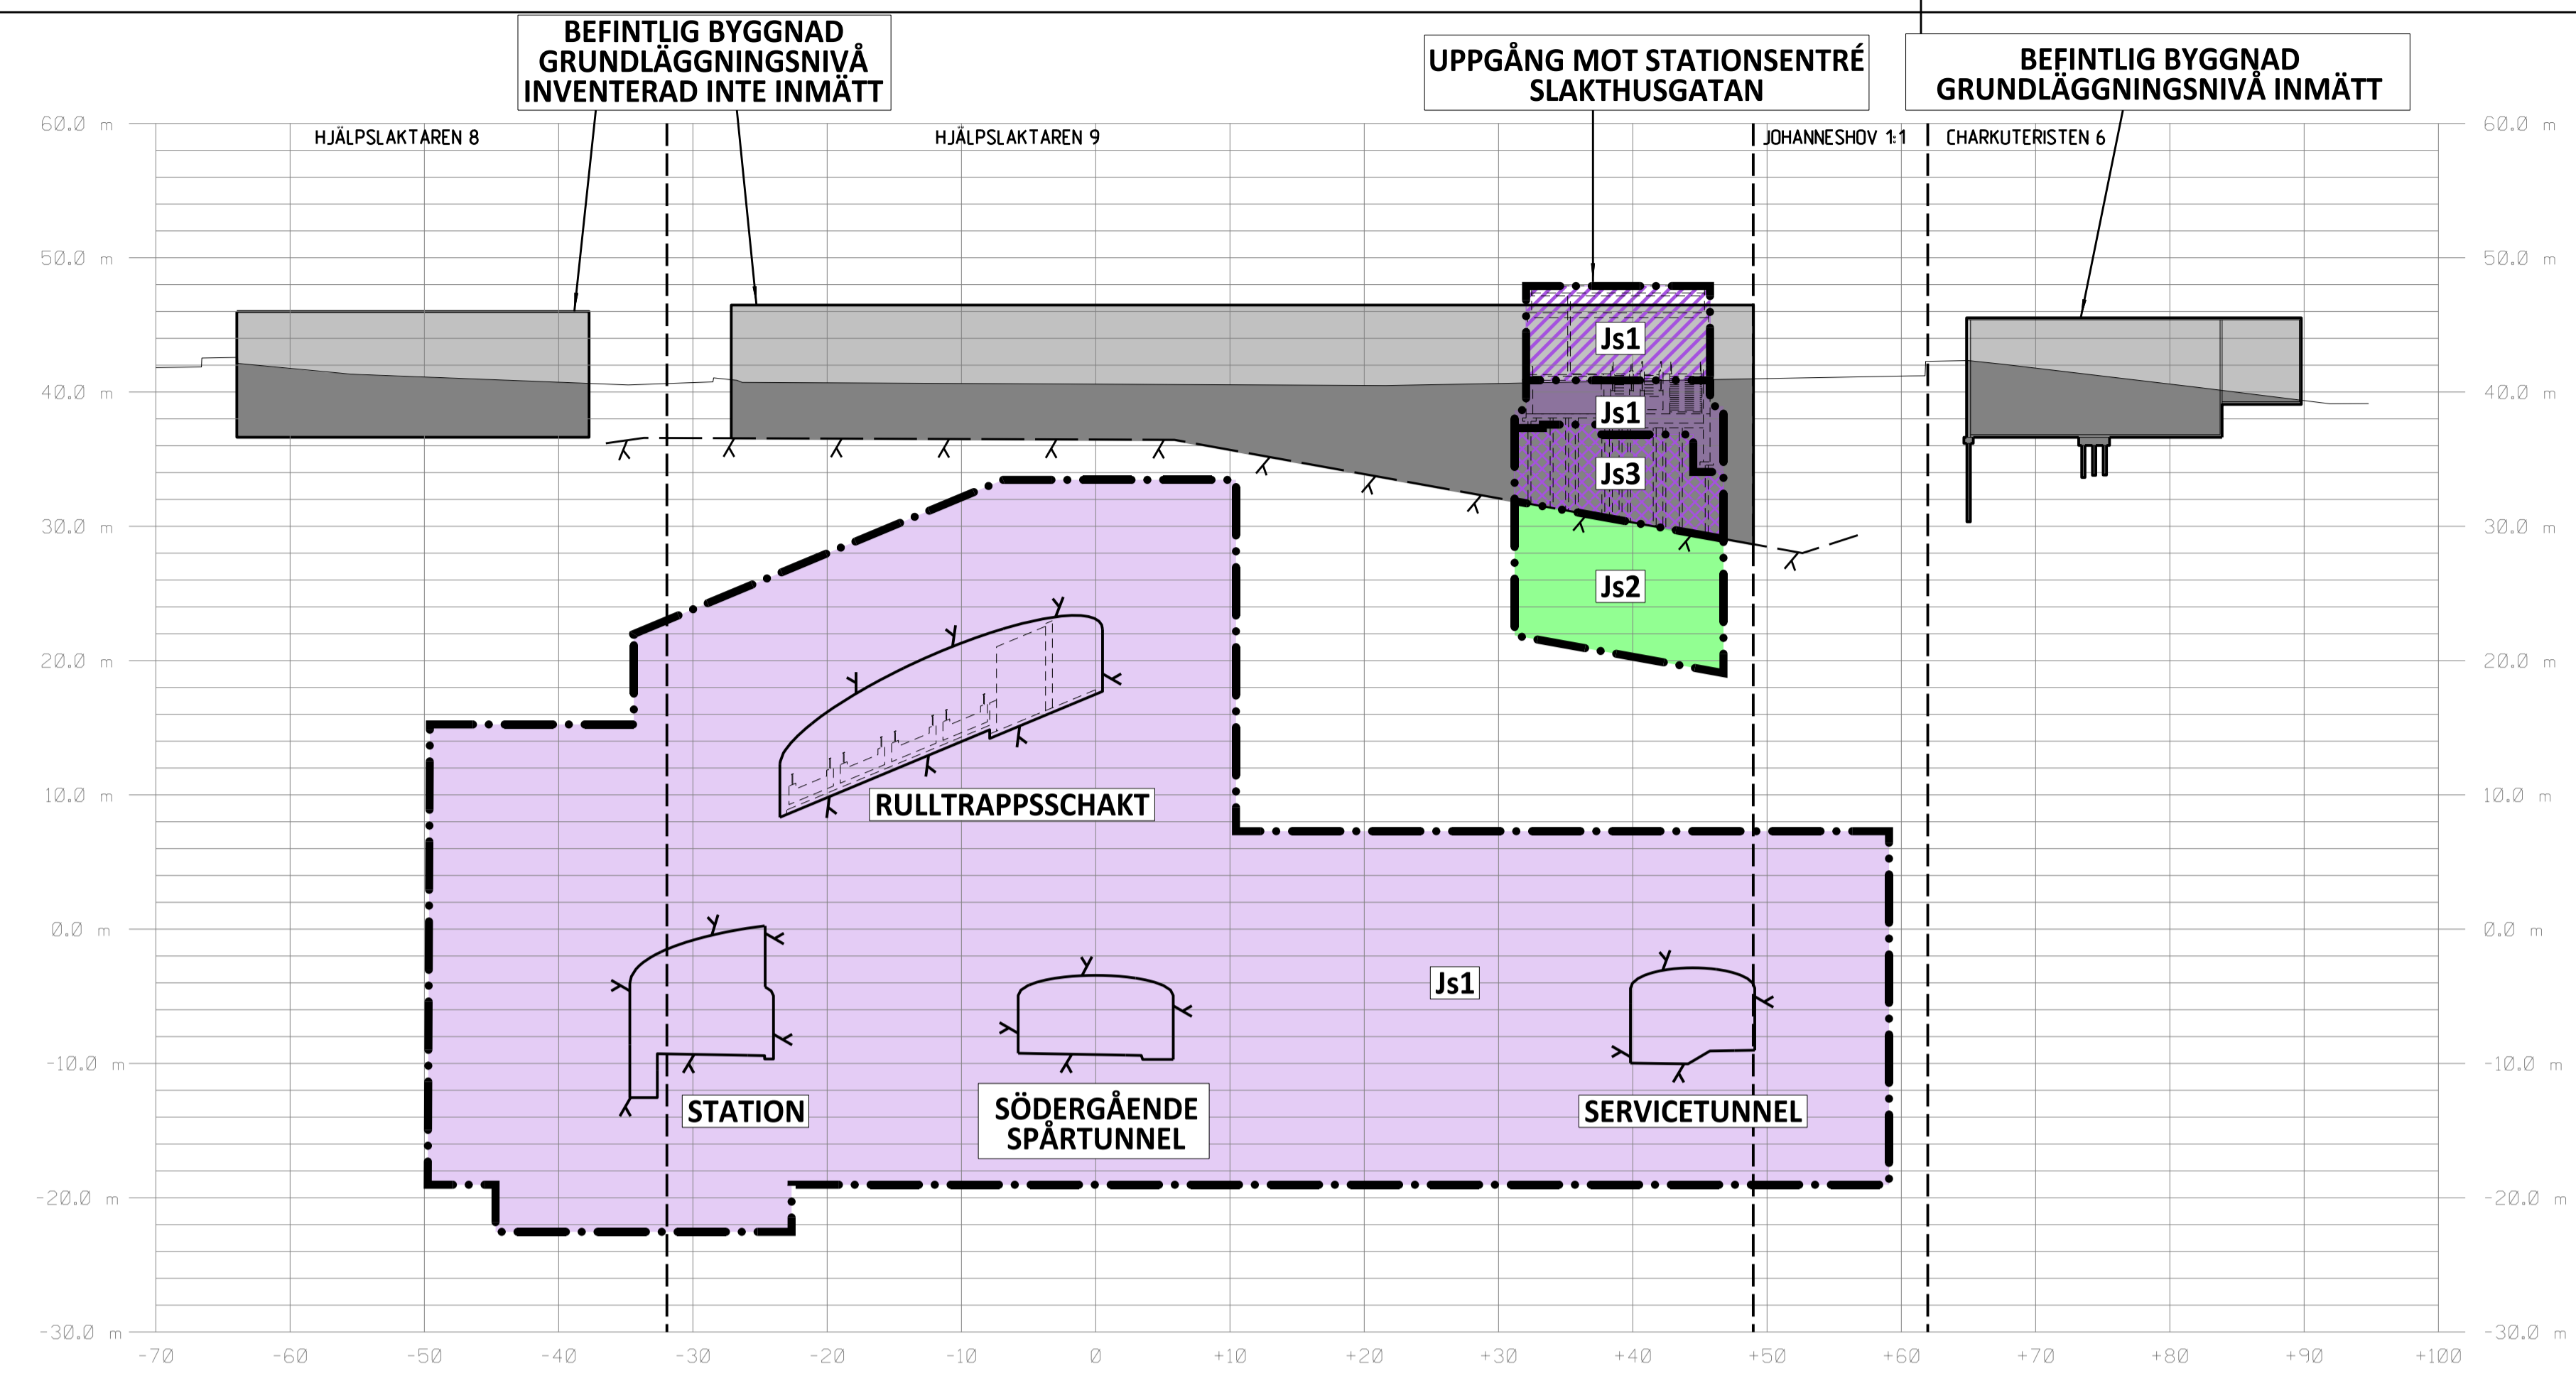 BEFINTLIG BYGGNAD
GRUNDLÄGGNINGSNIVÅ
INVENTERAD INTE INMÄTT
UPPGÅNG MOT STATIONSENTRÉ
SLAKTHUSGATAN
BEFINTLIG BYGGNAD
GRUNDLÄGGNINGSNIVÅ INMÄTT
60.0 m
HJÄLPSLAKTAREN 8
HJÄLPSLAKTAREN 9
JOHANNESHOV 1:1
CHARKUTERISTEN 6
60.0 m
50.0 m
50.0 m
Js1
40.0 m
Js1
40.0 m
Js3
30.0 m
30.0 m
Js2
20.0 m
20.0 m
10.0 m
RULLTRAPPSSCHAKT
10.0 m
0.0 m
0.0 m
Js1
-10.0 m
-10.0 m
STATION
SÖDERGÅENDE
SPÅRTUNNEL
SERVICETUNNEL
-20.0 m
-20.0 m
-30.0 m
-30.0 m
-70 -60 -50 -40 -30 -20 -10 0 +10 +20 +30 +40 +50 +60 +70 +80 +90 +100